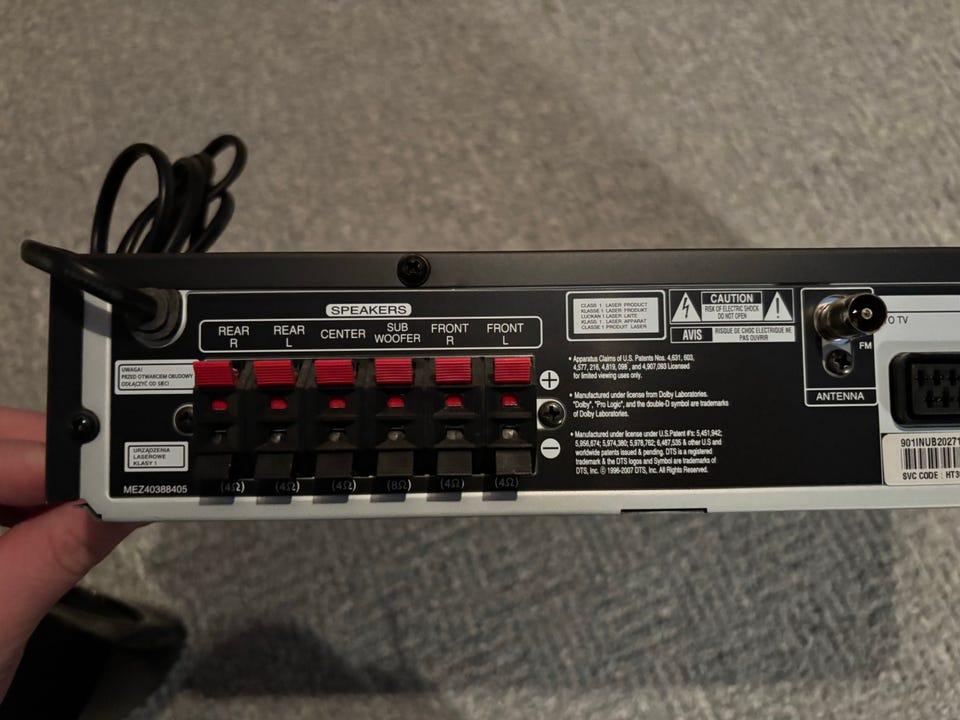 SPEAKERS
REAR R
REAR L
CENTER
SUB WOOFER
FRONT R
FRONT L
UWAGA!
PRZED OTWARCIEM OBUDOWY
ODŁĄCZYĆ OD SIECI
URZĄDZENIA
LASEROWE
KLASY 1
MEZ40388405
(4Ω) (4Ω) (4Ω) (8Ω) (4Ω) (4Ω)
+
−
CLASS 1 LASER PRODUCT
KLASSE 1 LASER PRODUKT
LUOKAN 1 LASER LAITE
KLASS 1 LASER APPARAT
CLASSE 1 PRODUIT LASER
CAUTION
RISK OF ELECTRIC SHOCK
DO NOT OPEN
AVIS
RISQUE DE CHOC ELECTRIQUE NE
PAS OUVRIR
• Apparatus Claims of U.S. Patent Nos. 4,631, 603,
4,577, 216, 4,819, 098 , and 4,907,093 Licensed
for limited viewing uses only.
• Manufactured under license from Dolby Laboratories.
"Dolby", "Pro Logic", and the double-D symbol are trademarks
of Dolby Laboratories.
• Manufactured under license under U.S.Patent #'s: 5,451,942;
5,956,674; 5,974,380; 5,978,762; 6,487,535 & other U.S and
worldwide patents issued & pending. DTS is a registered
trademark & the DTS logos and Symbol are trademarks of
DTS, Inc. © 1996-2007 DTS, Inc. All Rights Reserved.
FM
ANTENNA
O TV
901INUB20271
SVC CODE : HT3